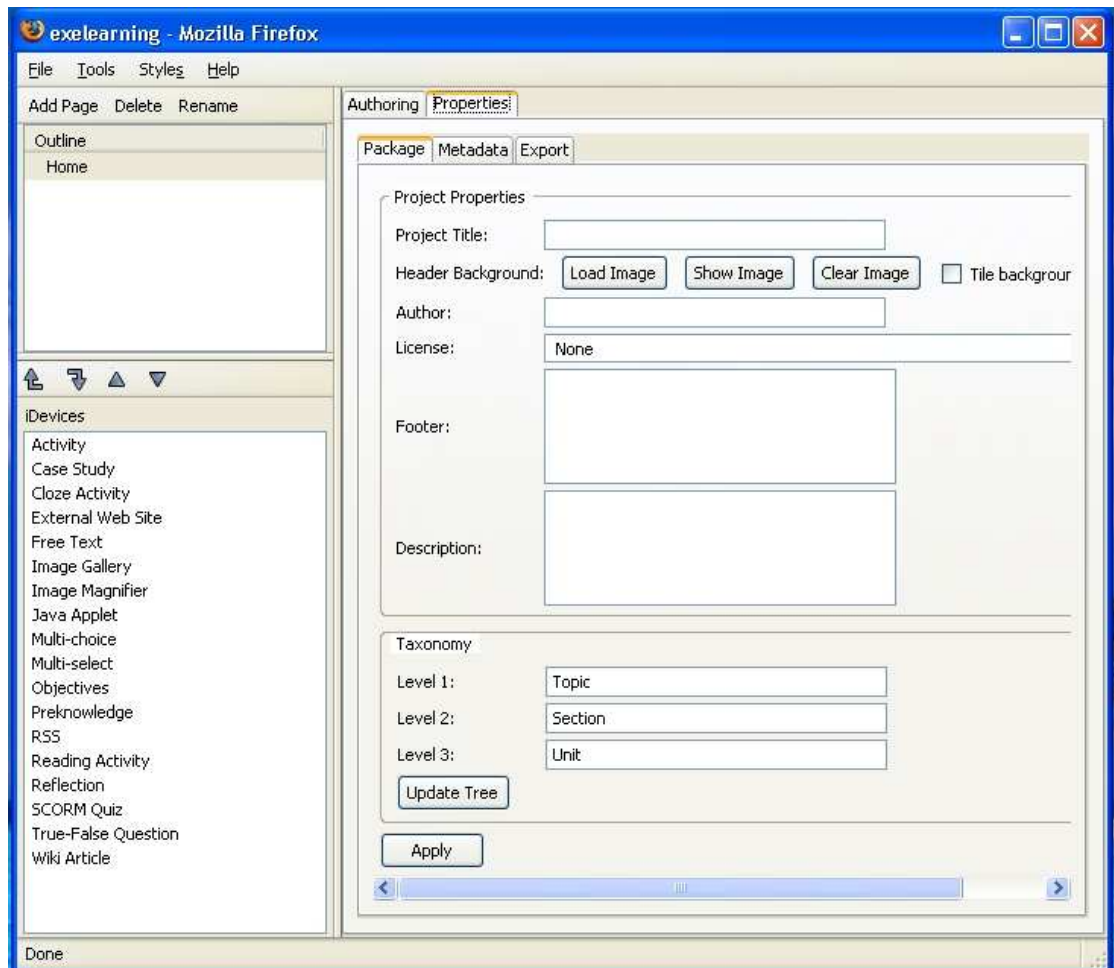 exelearning - Mozilla Firefox
File Tools Styles Help
Add Page Delete Rename
Outline
Home
iDevices
Activity
Case Study
Cloze Activity
External Web Site
Free Text
Image Gallery
Image Magnifier
Java Applet
Multi-choice
Multi-select
Objectives
Preknowledge
RSS
Reading Activity
Reflection
SCORM Quiz
True-False Question
Wiki Article
Authoring Properties
Package Metadata Export
Project Properties
Project Title:
Header Background: Load Image Show Image Clear Image Tile backgrour
Author:
License: None
Footer:
Description:
Taxonomy
Level 1: Topic
Level 2: Section
Level 3: Unit
Update Tree
Apply
Done